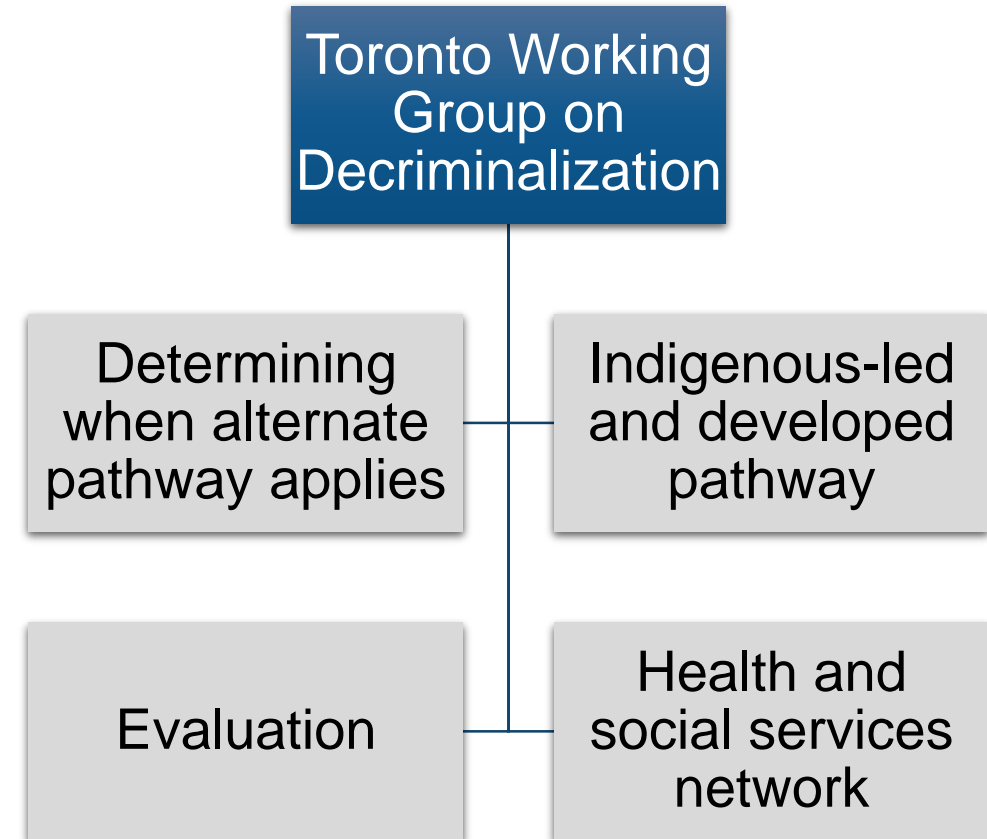 Toronto Working
Group on
Decriminalization
Determining
when alternate
pathway applies
Indigenous-led
and developed
pathway
Evaluation
Health and
social services
network